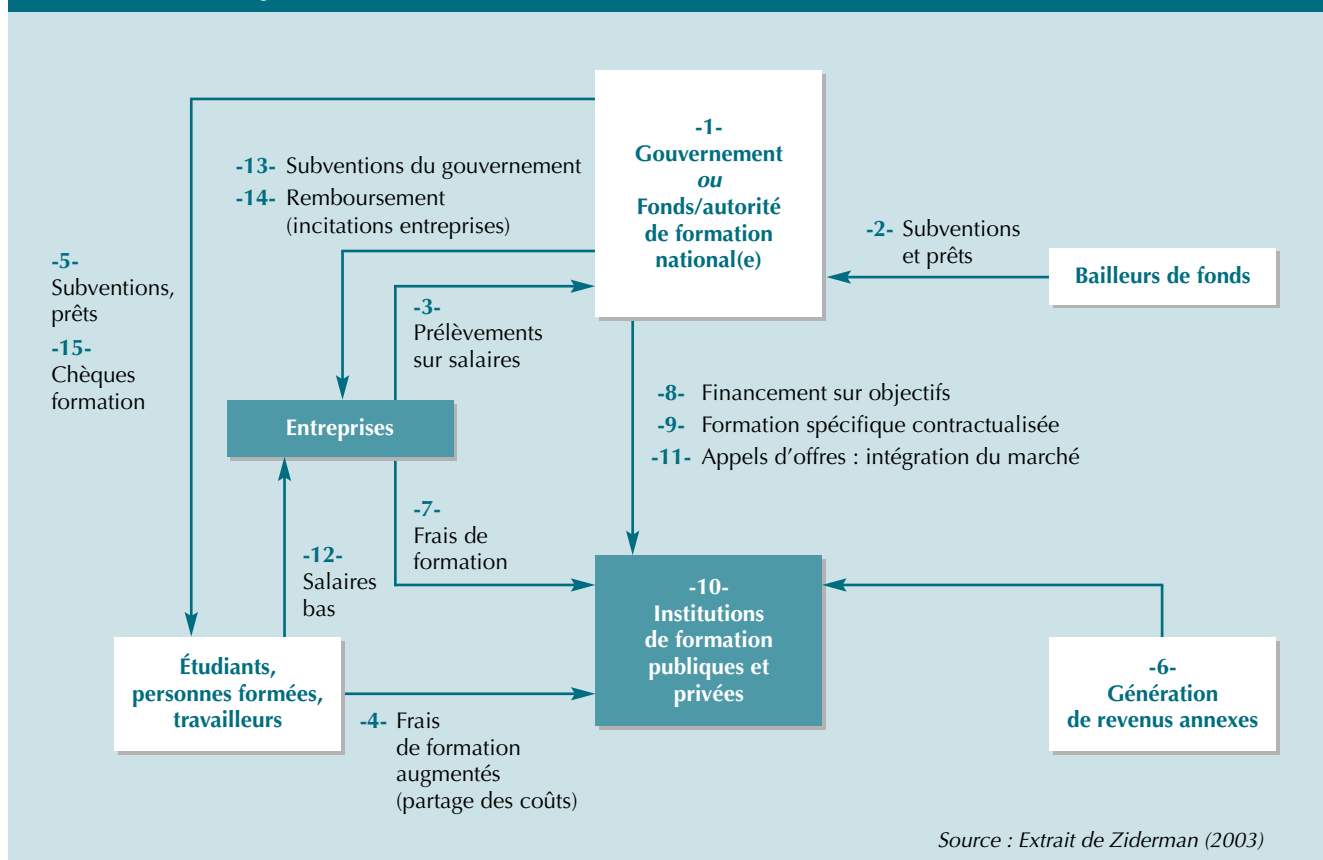 -1-
Gouvernement
ou
Fonds/autorité
de formation
national(e)
-13- Subventions du gouvernement
-14- Remboursement
(incitations entreprises)
-2- Subventions
et prêts
Bailleurs de fonds
-5-
Subventions,
prêts
-15-
Chèques
formation
-3-
Prélèvements
sur salaires
Entreprises
-8- Financement sur objectifs
-9- Formation spécifique contractualisée
-11- Appels d’offres : intégration du marché
-7-
Frais de
formation
-12-
Salaires
bas
-10-
Institutions
de formation
publiques et
privées
Étudiants,
personnes formées,
travailleurs
-4- Frais
de formation
augmentés
(partage des coûts)
-6-
Génération
de revenus annexes
Source : Extrait de Ziderman (2003)